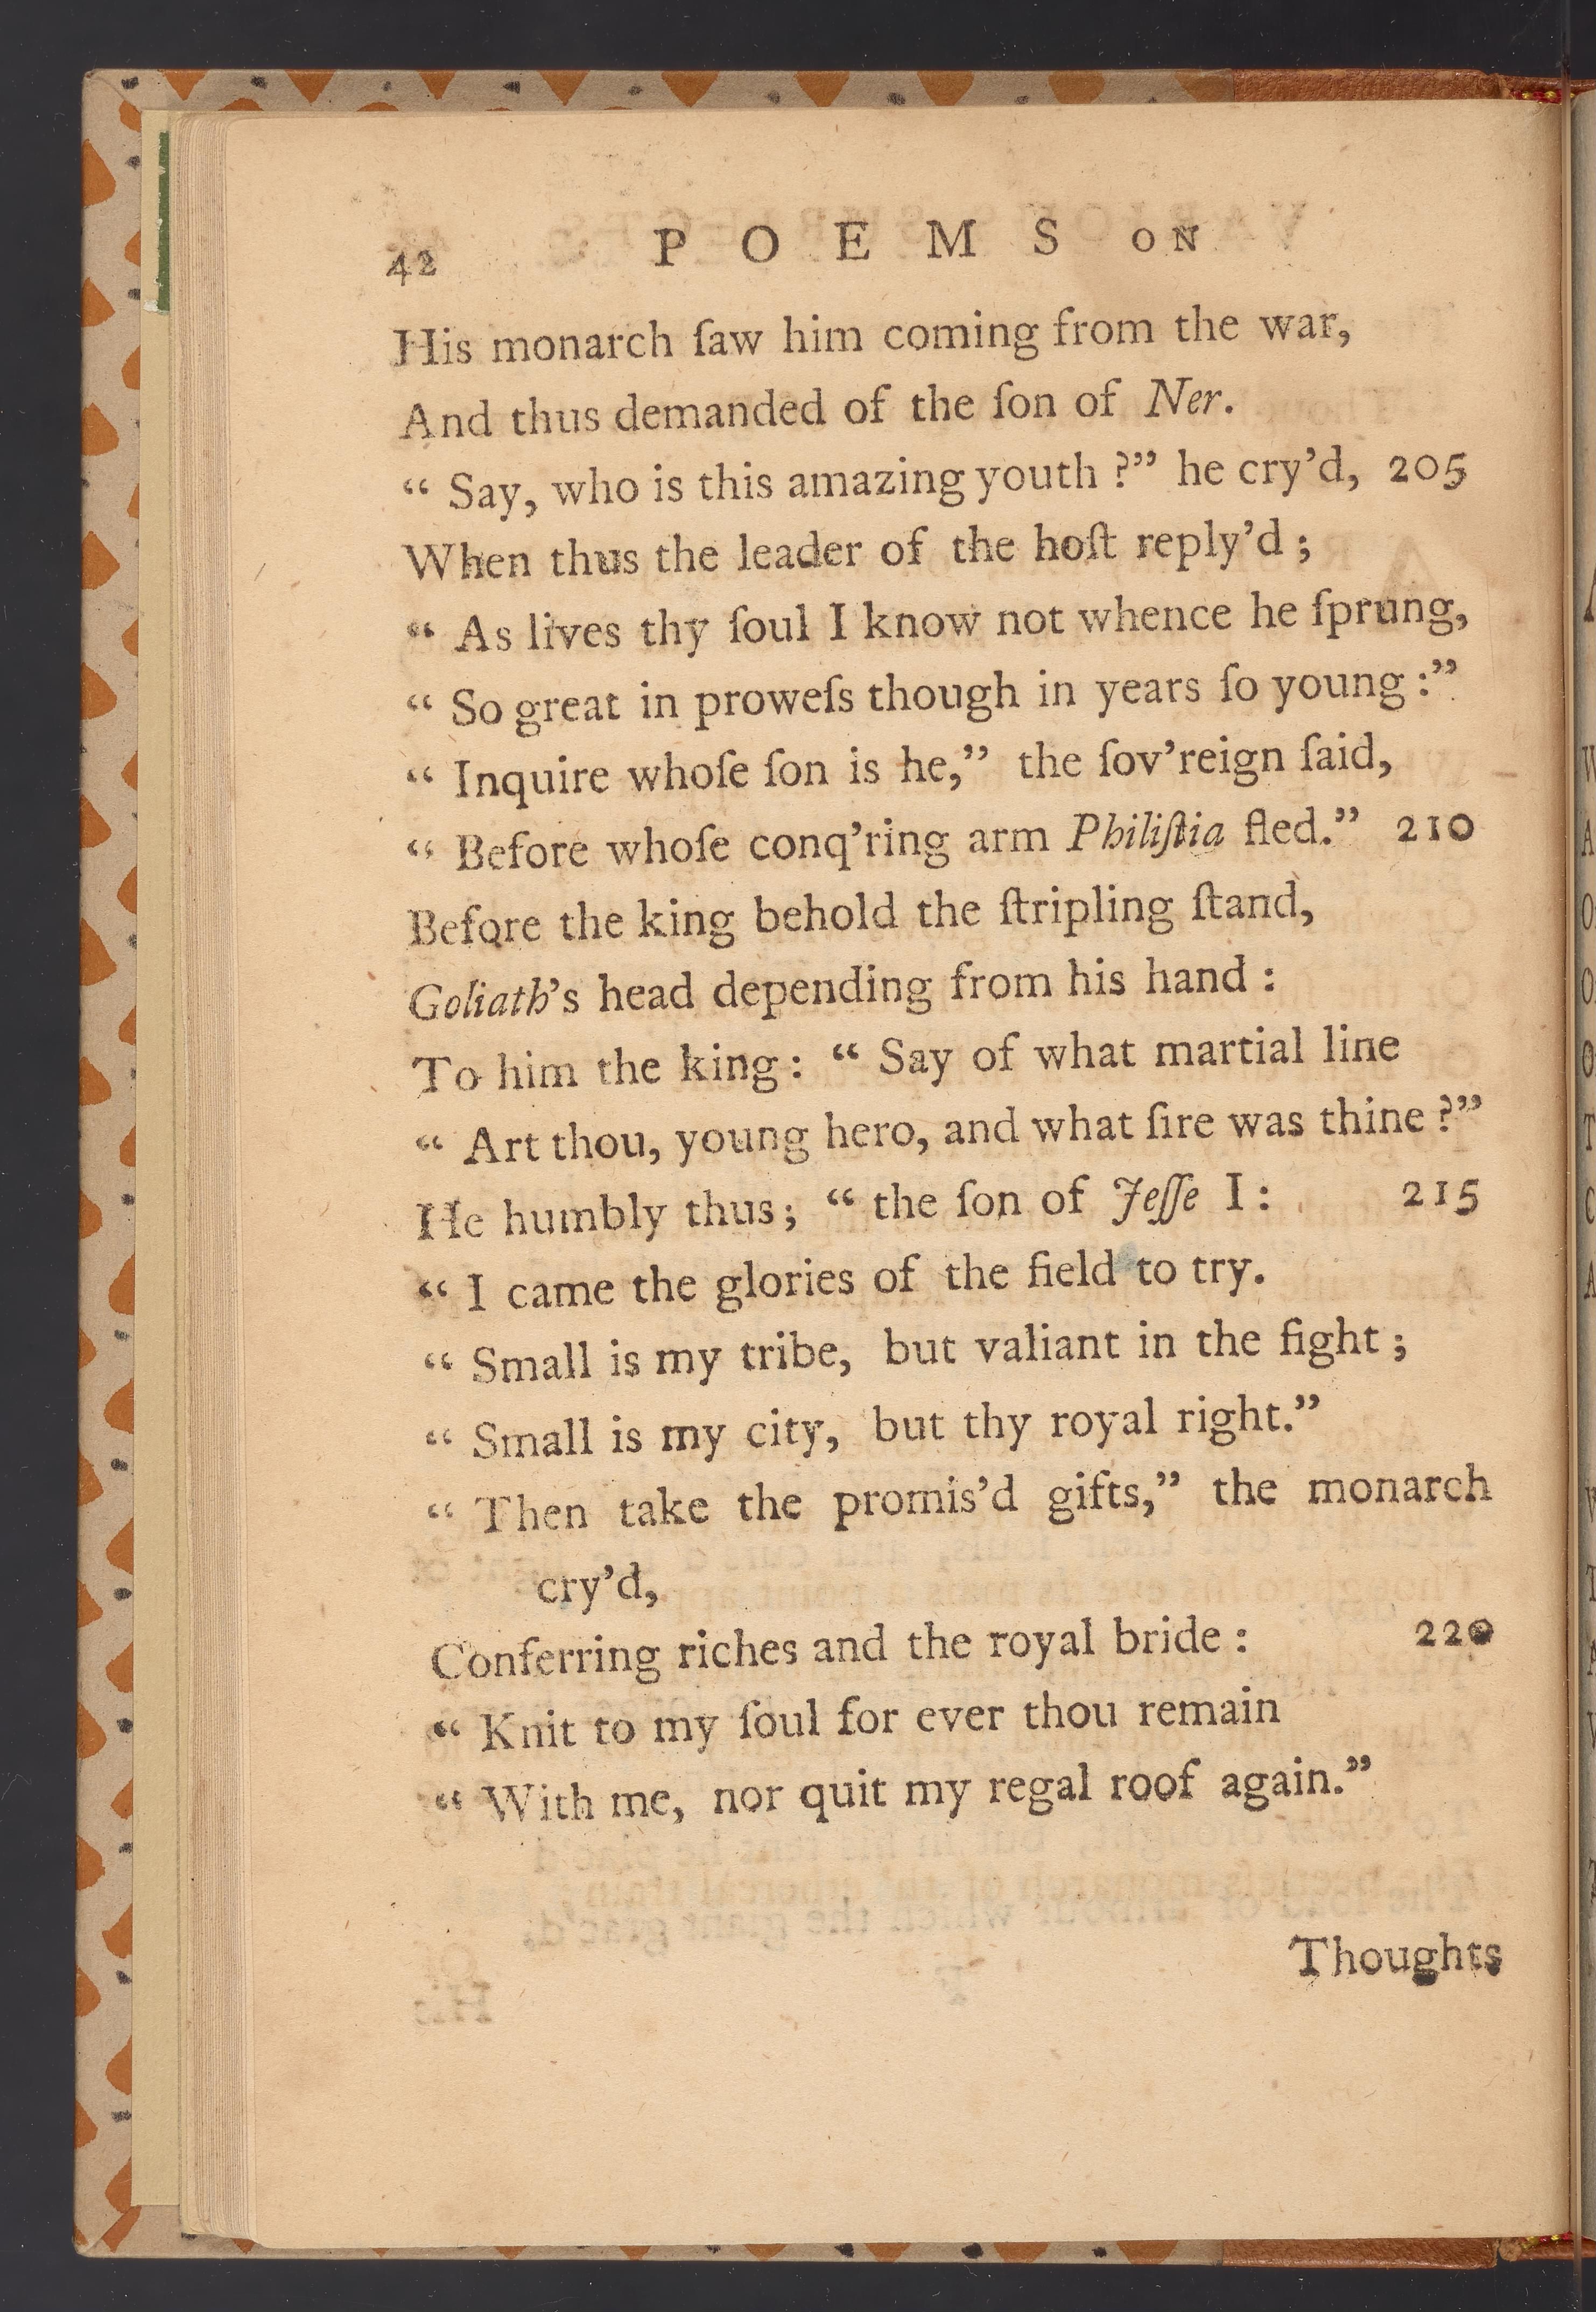 42 P O E M S ON
His monarch ſaw him coming from the war,
And thus demanded of the ſon of Ner.
“ Say, who is this amazing youth ?” he cry’d, 205
When thus the leader of the hoſt reply’d ;
“ As lives thy ſoul I know not whence he ſprung,
“ So great in proweſs though in years ſo young :”
“ Inquire whoſe ſon is he,” the ſov’reign ſaid,
“ Before whoſe conq’ring arm Philiſtia fled.” 210
Before the king behold the ſtripling ſtand,
Goliath’s head depending from his hand :
To him the king : “ Say of what martial line
“ Art thou, young hero, and what ſire was thine ?”
He humbly thus ; “ the ſon of Jeſſe I : 215
“ I came the glories of the field to try.
“ Small is my tribe, but valiant in the fight ;
“ Small is my city, but thy royal right.”
“ Then take the promis’d gifts,” the monarch
cry’d,
Conferring riches and the royal bride : 220
“ Knit to my ſoul for ever thou remain
“ With me, nor quit my regal roof again.”
Thoughts